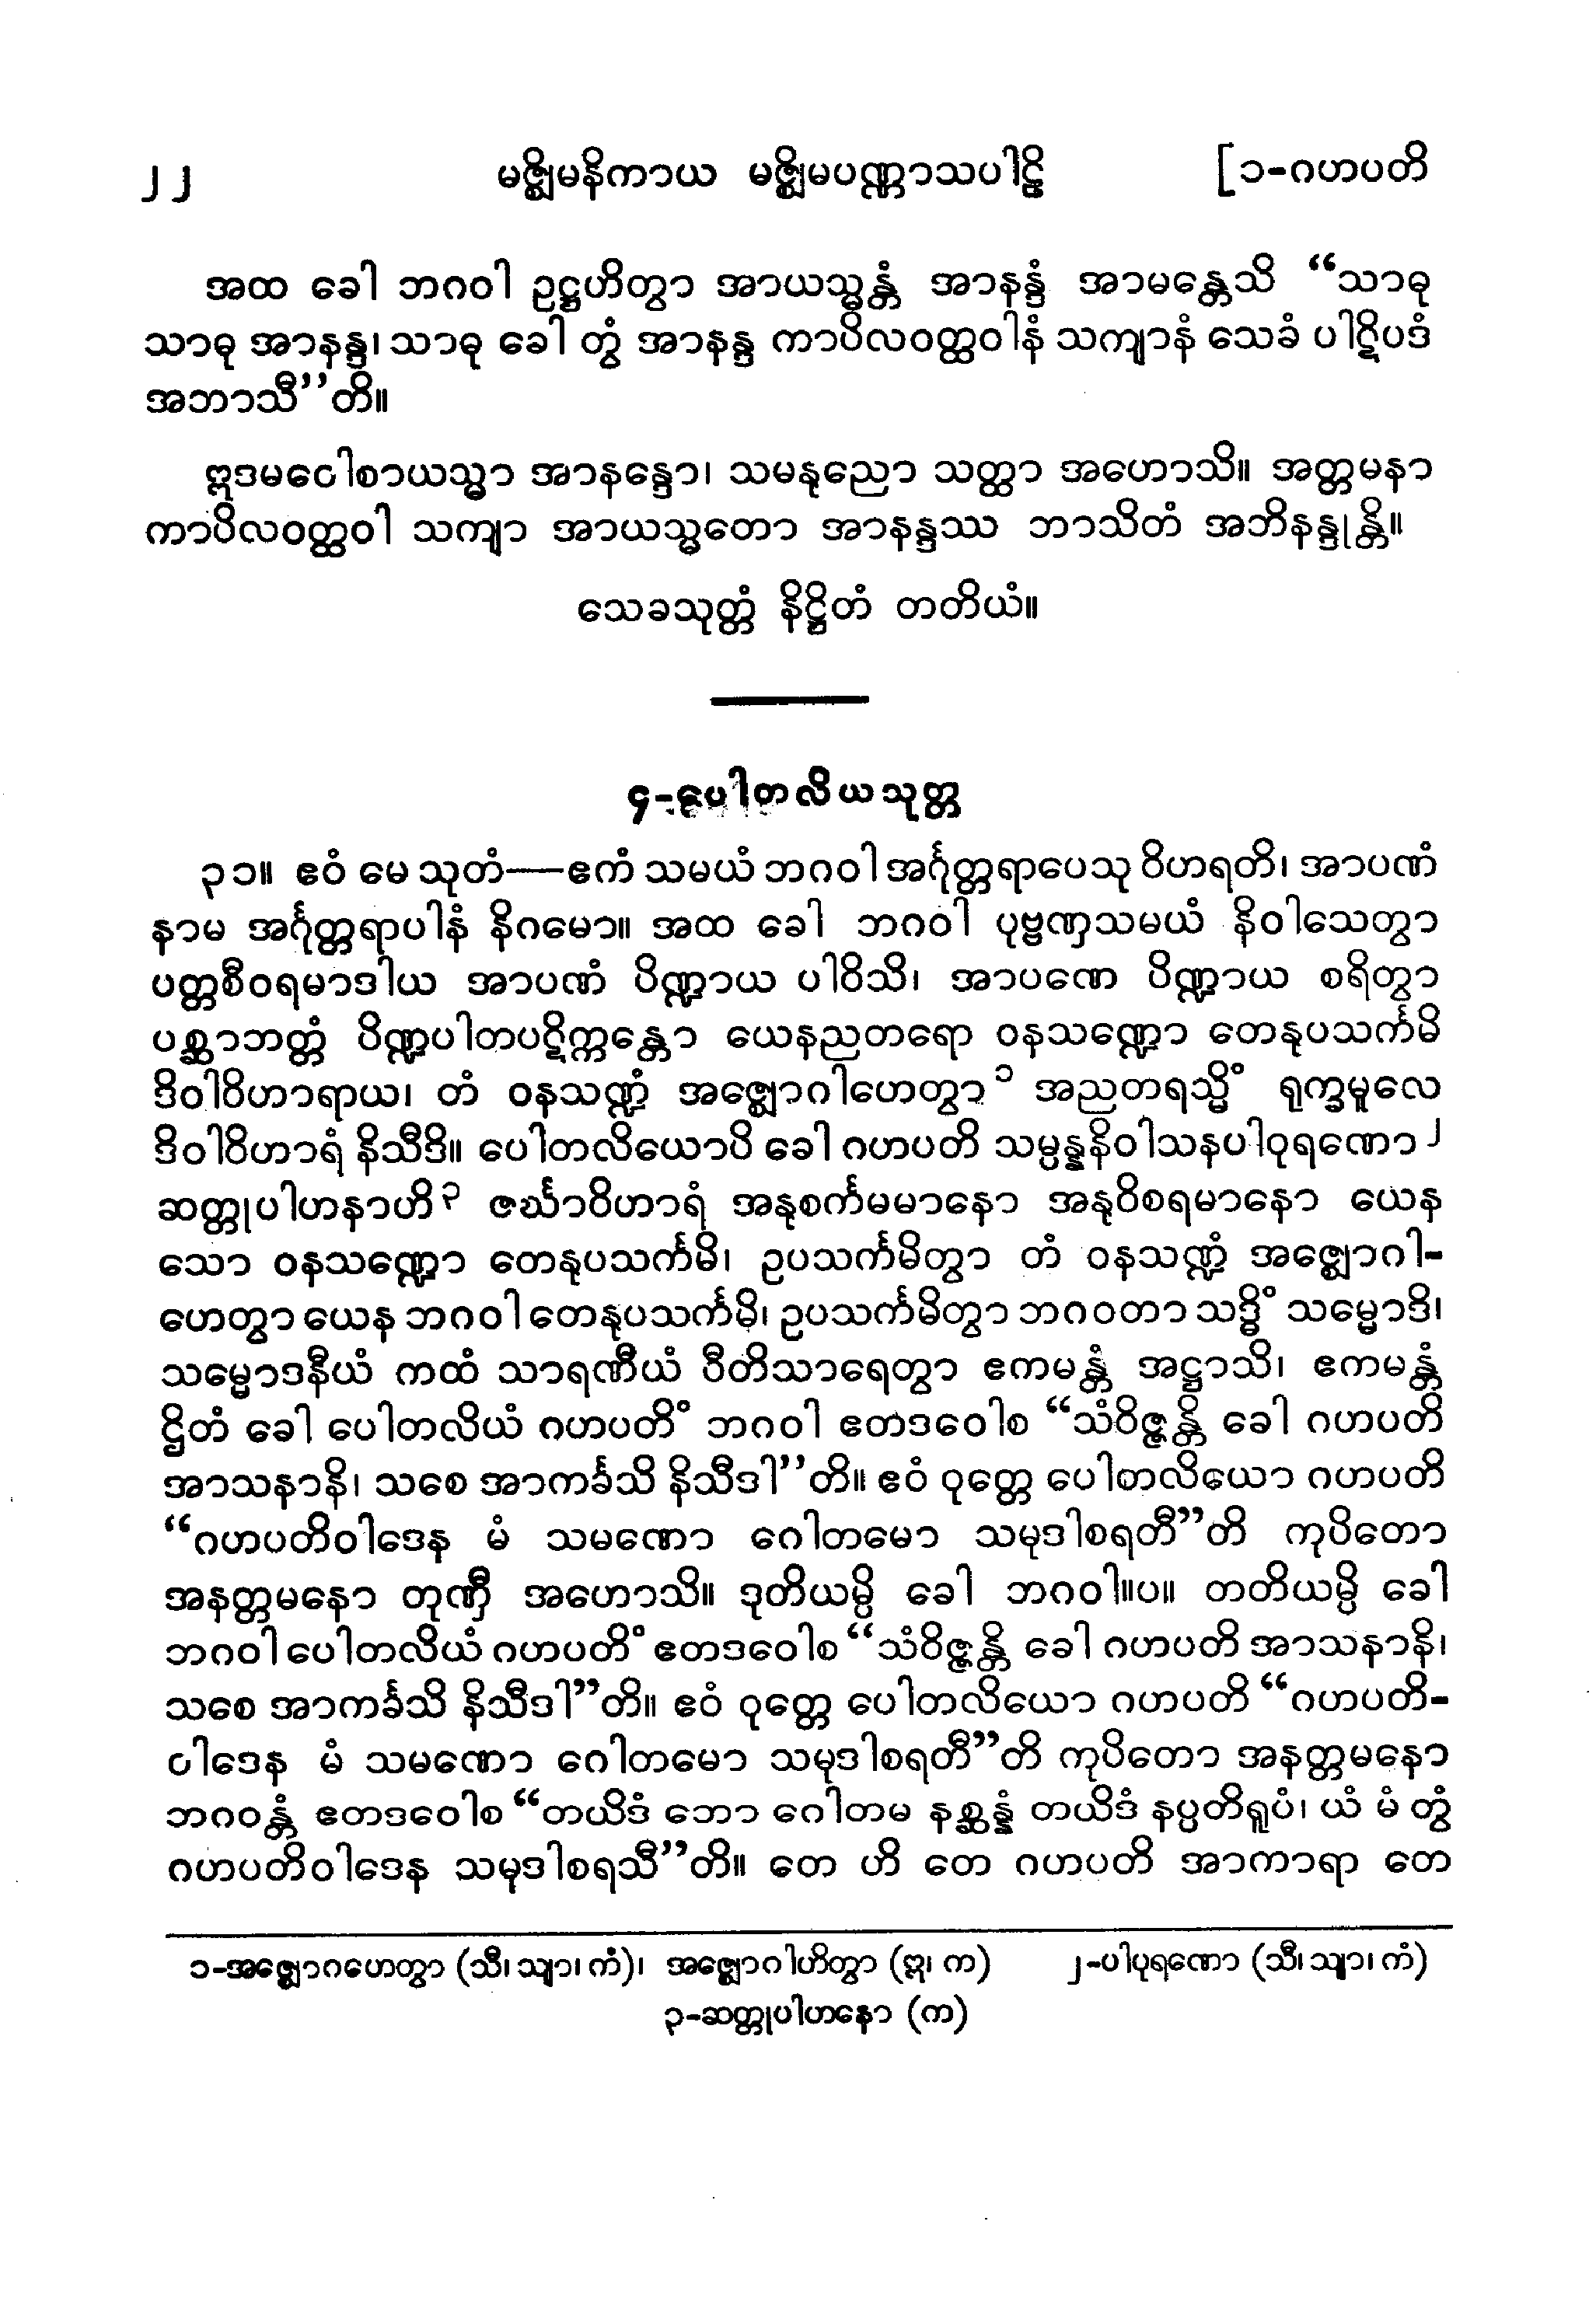 ၂၂ မဇ္ဈိမနိကာယ မဇ္ဈိမပဏ္ဏာသပါဠိ [၁-ဂဟပတိ
အထ ခေါ ဘဂဝါ ဥဋ္ဌဟိတွာ အာယသ္မန္တံ အာနန္ဒံ အာမန္တေသိ “သာဓု
သာဓု အာနန္ဒ၊ သာဓု ခေါ တွံ အာနန္ဒ ကာပိလဝတ္ထဝါနံ သကျာနံ သေခံ ပါဋိပဒံ
အဘာသီ”တိ။
ဣဒမဝေါစာယသ္မာ အာနန္ဒော၊ သမနုညော သတ္ထာ အဟောသိ။ အတ္တမနာ
ကာပိလဝတ္ထဝါ သကျာ အာယသ္မတော အာနန္ဒဿ ဘာသိတံ အဘိနန္ဒုန္တိ။
သေခသုတ္တံ နိဋ္ဌိတံ တတိယံ။
၄-ပေါတလိယသုတ္တ
၃၁။ ဧဝံ မေ သုတံ—ဧကံ သမယံ ဘဂဝါ အင်္ဂုတ္တရာပေသု ဝိဟရတိ၊ အာပဏံ
နာမ အင်္ဂုတ္တရာပါနံ နိဂမော။ အထ ခေါ ဘဂဝါ ပုဗ္ဗဏှသမယံ နိဝါသေတွာ
ပတ္တစီဝရမာဒါယ အာပဏံ ပိဏ္ဍာယ ပါဝိသိ၊ အာပဏေ ပိဏ္ဍာယ စရိတွာ
ပစ္ဆာဘတ္တံ ပိဏ္ဍပါတပဋိက္ကန္တော ယေနညတရော ဝနသဏ္ဍော တေနုပသင်္ကမိ
ဒိဝါဝိဟာရာယ၊ တံ ဝနသဏ္ဍံ အဇ္ဈောဂါဟေတွာ၁ အညတရသ္မိံ ရုက္ခမူလေ
ဒိဝါဝိဟာရံ နိသီဒိ။ ပေါတလိယောပိ ခေါ ဂဟပတိ သမ္ပန္နနိဝါသနပါဝုရဏော၂
ဆတ္တုပါဟနာဟိ၃ ဇင်္ဃာဝိဟာရံ အနုစင်္ကမမာနော အနုဝိစရမာနော ယေန
သော ဝနသဏ္ဍော တေနုပသင်္ကမိ၊ ဥပသင်္ကမိတွာ တံ ဝနသဏ္ဍံ အဇ္ဈောဂါ-
ဟေတွာ ယေန ဘဂဝါ တေနုပသင်္ကမိ၊ ဥပသင်္ကမိတွာ ဘဂဝတာ သဒ္ဓိံ သမ္မောဒိ၊
သမ္မောဒနီယံ ကထံ သာရဏီယံ ဝီတိသာရေတွာ ဧကမန္တံ အဋ္ဌာသိ၊ ဧကမန္တံ
ဌိတံ ခေါ ပေါတလိယံ ဂဟပတိံ ဘဂဝါ ဧတဒဝေါစ “သံဝိဇ္ဇန္တိ ခေါ ဂဟပတိ
အာသနာနိ၊ သစေ အာကင်္ခသိ နိသီဒါ”တိ။ ဧဝံ ဝုတ္တေ ပေါတလိယော ဂဟပတိ
“ဂဟပတိဝါဒေန မံ သမဏော ဂေါတမော သမုဒါစရတီ”တိ ကုပိတော
အနတ္တမနော တုဏှီ အဟောသိ။ ဒုတိယမ္ပိ ခေါ ဘဂဝါ။ပ။ တတိယမ္ပိ ခေါ
ဘဂဝါ ပေါတလိယံ ဂဟပတိံ ဧတဒဝေါစ “သံဝိဇ္ဇန္တိ ခေါ ဂဟပတိ အာသနာနိ၊
သစေ အာကင်္ခသိ နိသီဒါ”တိ။ ဧဝံ ဝုတ္တေ ပေါတလိယော ဂဟပတိ “ဂဟပတိ-
ဝါဒေန မံ သမဏော ဂေါတမော သမုဒါစရတီ”တိ ကုပိတော အနတ္တမနော
ဘဂဝန္တံ ဧတဒဝေါစ “တယိဒံ ဘော ဂေါတမ နစ္ဆန္နံ တယိဒံ နပ္ပတိရူပံ၊ ယံ မံ တွံ
ဂဟပတိဝါဒေန သမုဒါစရသီ”တိ။ တေ ဟိ တေ ဂဟပတိ အာကာရာ တေ
၁-အဇ္ဈောဂဟေတွာ (သီ၊ သျာ၊ ကံ)၊ အဇ္ဈောဂါဟိတွာ (ဣ၊ က) ၂-ပါပုရဏော (သီ၊ သျာ၊ ကံ)
၃-ဆတ္တုပါဟနော (က)